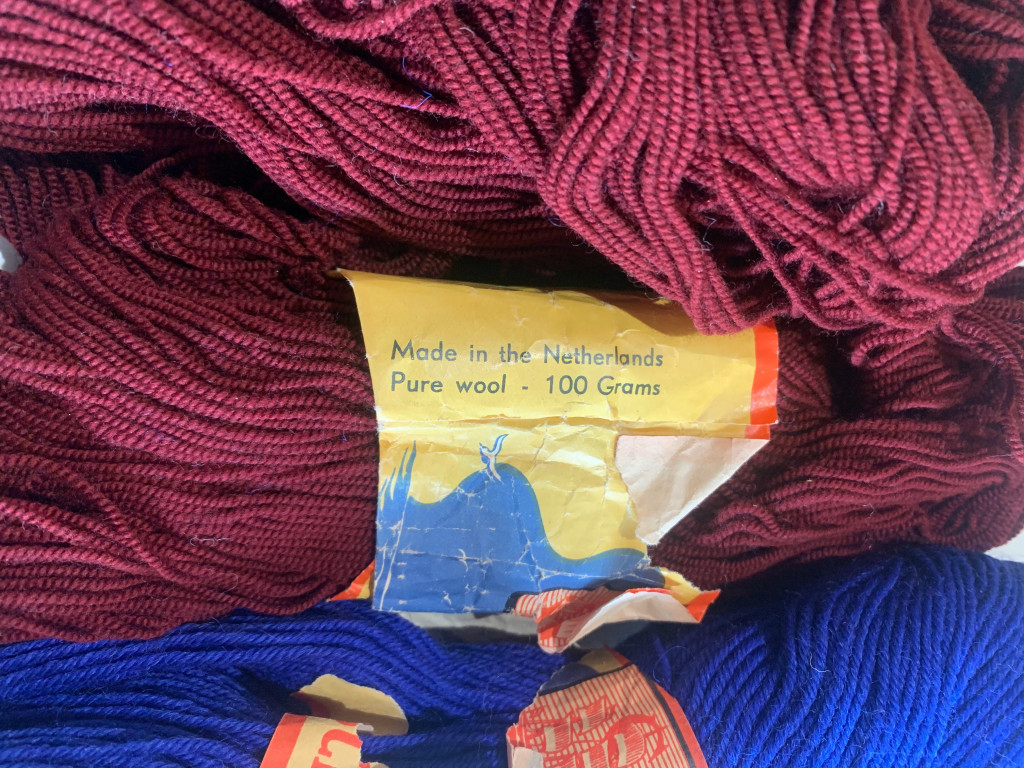 Made in the Netherlands
Pure wool - 100 Grams